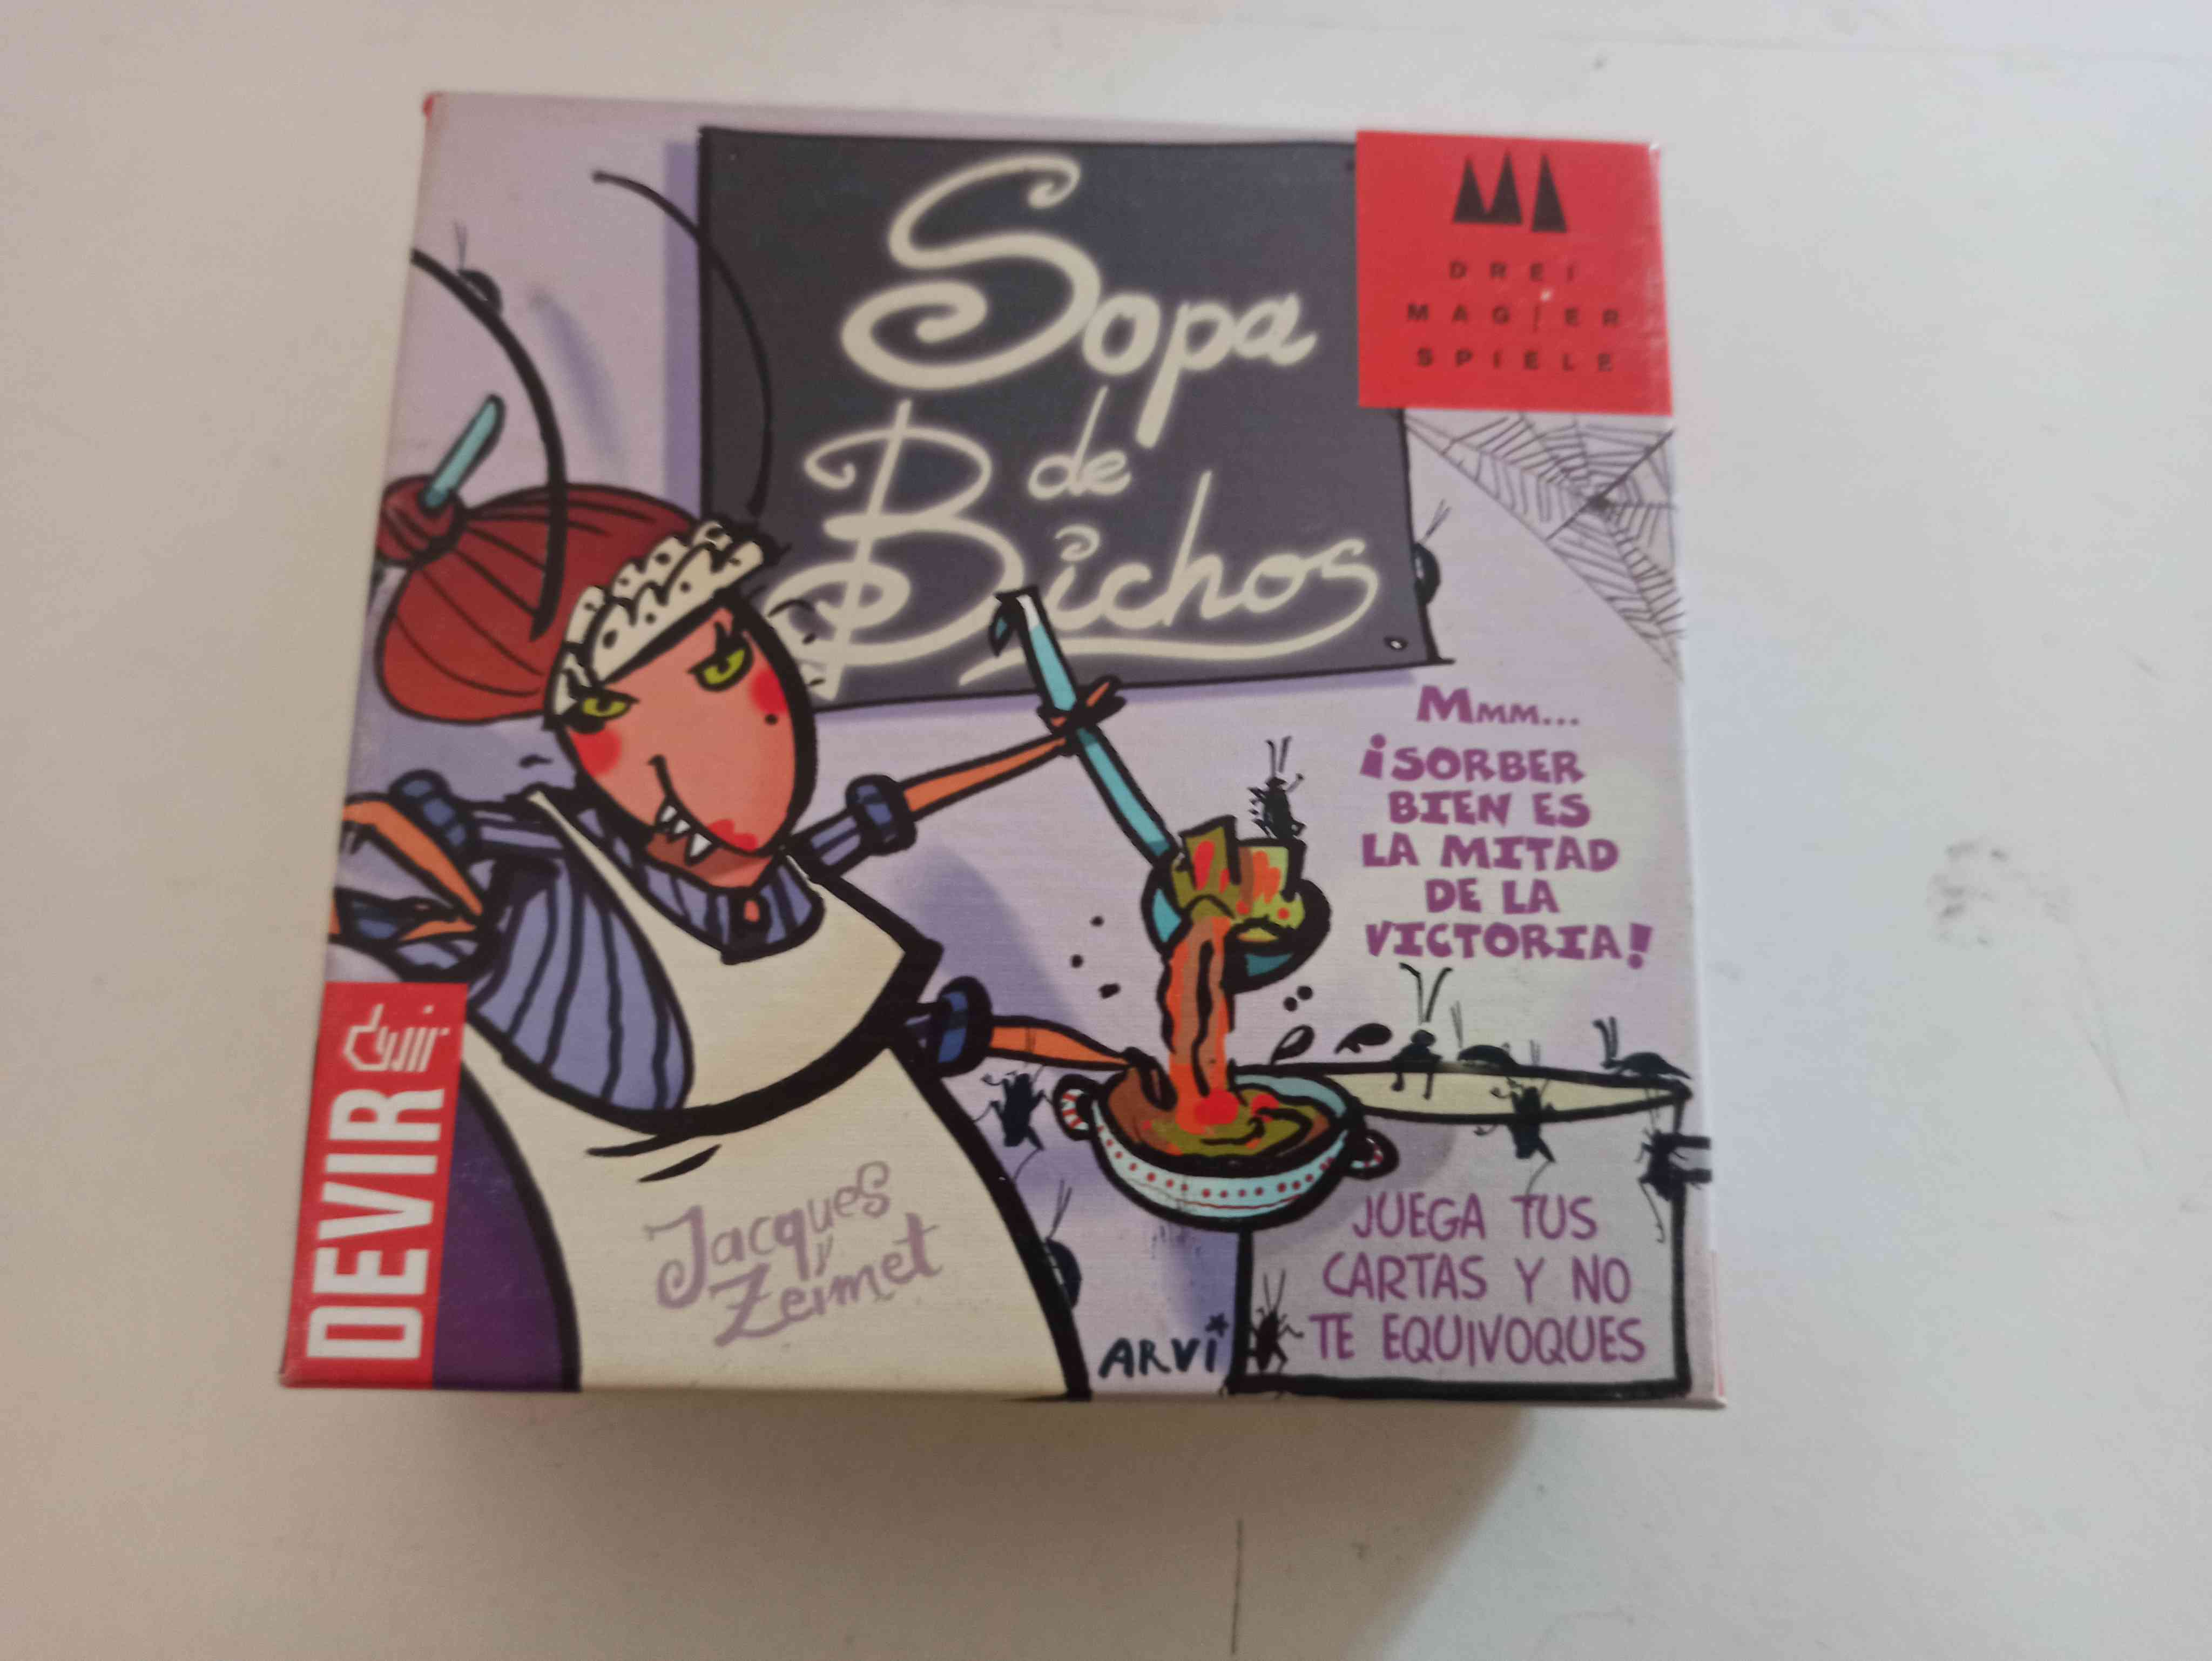 Sopa
de
Bichos
DREI
MAGIER
SPIELE
Mmm...
¡SORBER
BIEN ES
LA MITAD
DE LA
VICTORIA!
DEVIR
devir
Jacques
Zeimet
ARVI
JUEGA TUS
CARTAS Y NO
TE EQUIVOQUES